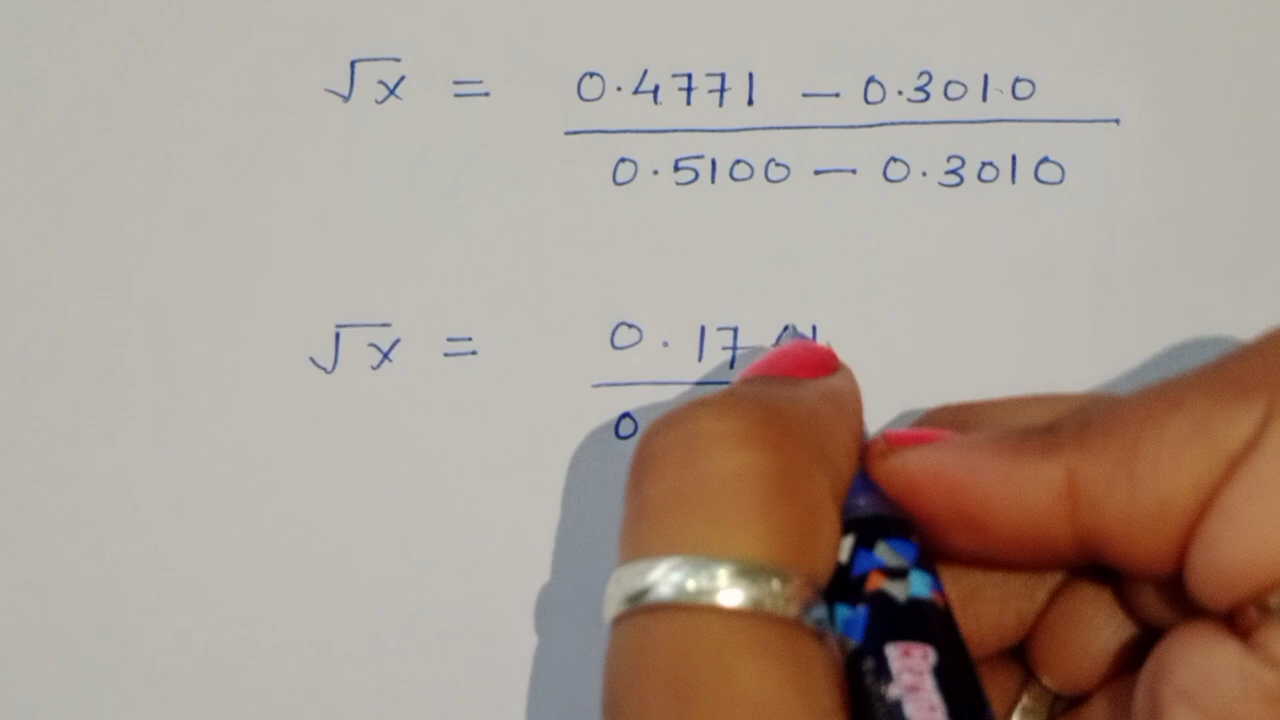 √x = 0.4771 – 0.3010
0.5100 – 0.3010
√x = 0.17
0